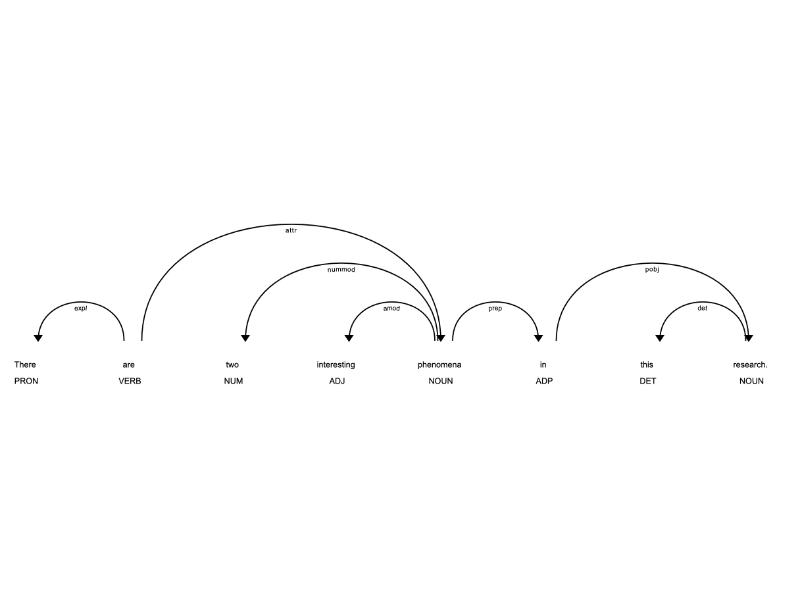 attr
nummod pobj
expl amod prep det
There are two interesting phenomena in this research.
PRON VERB NUM ADJ NOUN ADP DET NOUN